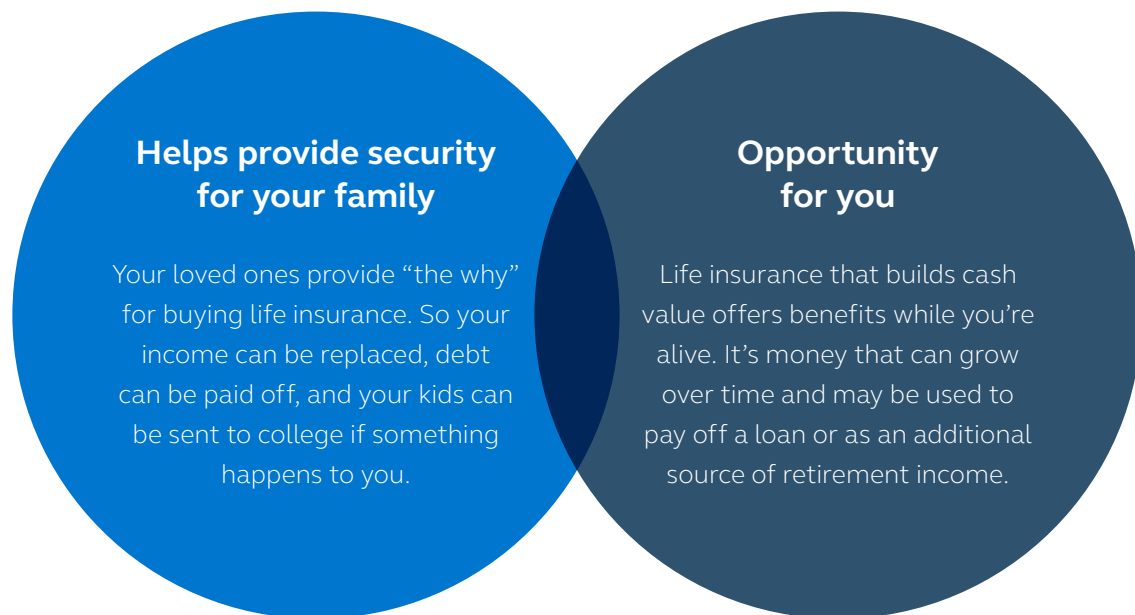 Helps provide security
for your family
Your loved ones provide “the why”
for buying life insurance. So your
income can be replaced, debt
can be paid off, and your kids can
be sent to college if something
happens to you.
Opportunity
for you
Life insurance that builds cash
value offers benefits while you’re
alive. It’s money that can grow
over time and may be used to
pay off a loan or as an additional
source of retirement income.